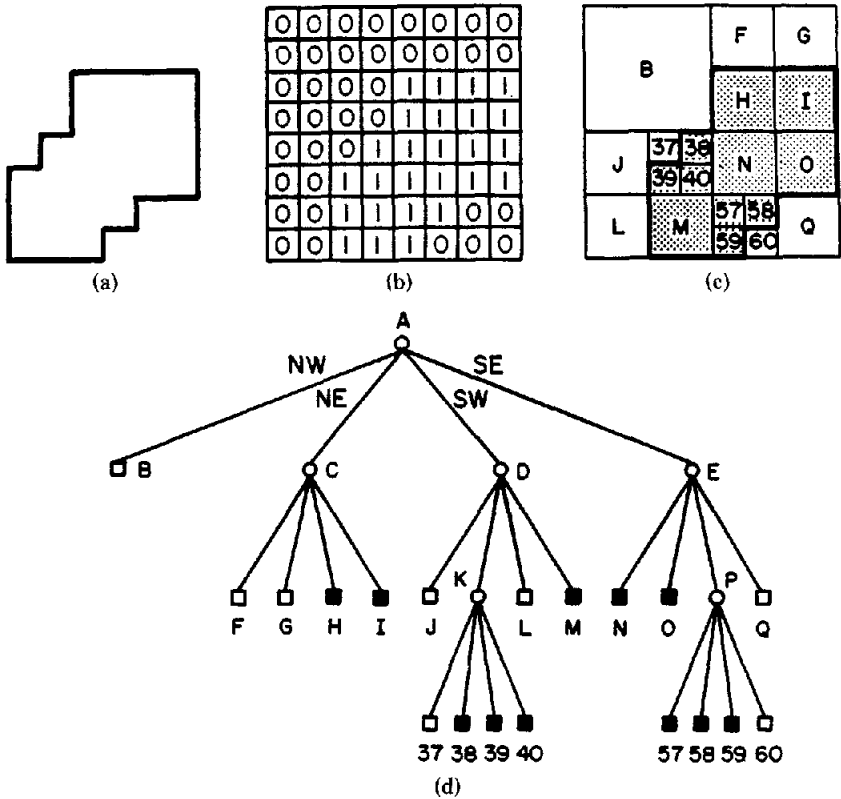 0 0 0 0 0 0 0 0
0 0 0 0 0 0 0 0
0 0 0 0 1 1 1 1
0 0 0 0 1 1 1 1
0 0 0 1 1 1 1 1
0 0 1 1 1 1 1 1
0 0 1 1 1 1 0 0
0 0 1 1 1 0 0 0
F G
B
H I
37 38
J N O
39 40
57 58
L M Q
59 60
(a) (b) (c)
A
NW SE
NE SW
B C D E
K P
F G H I J L M N O Q
37 38 39 40 57 58 59 60
(d)